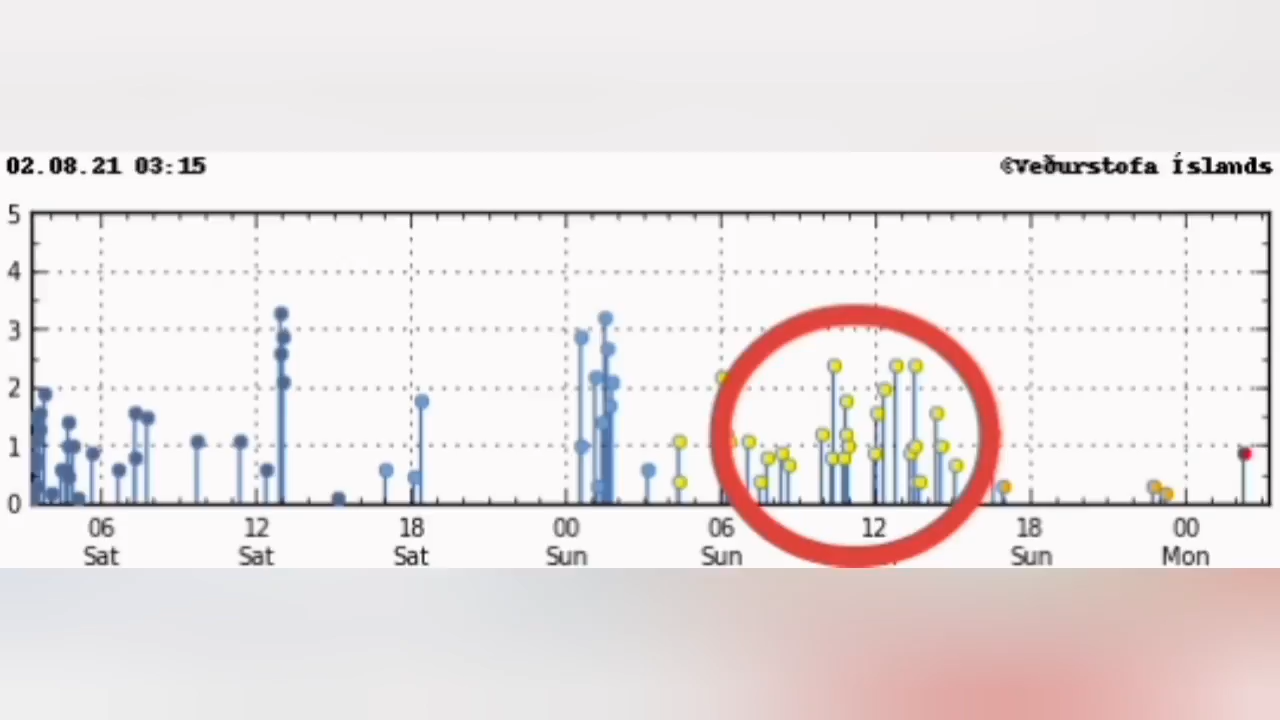 02.08.21 03:15 ©Veðurstofa Íslands
5
4
3
2
1
0
06 12 18 00 06 12 18 00
Sat Sat Sat Sun Sun Sun Mon